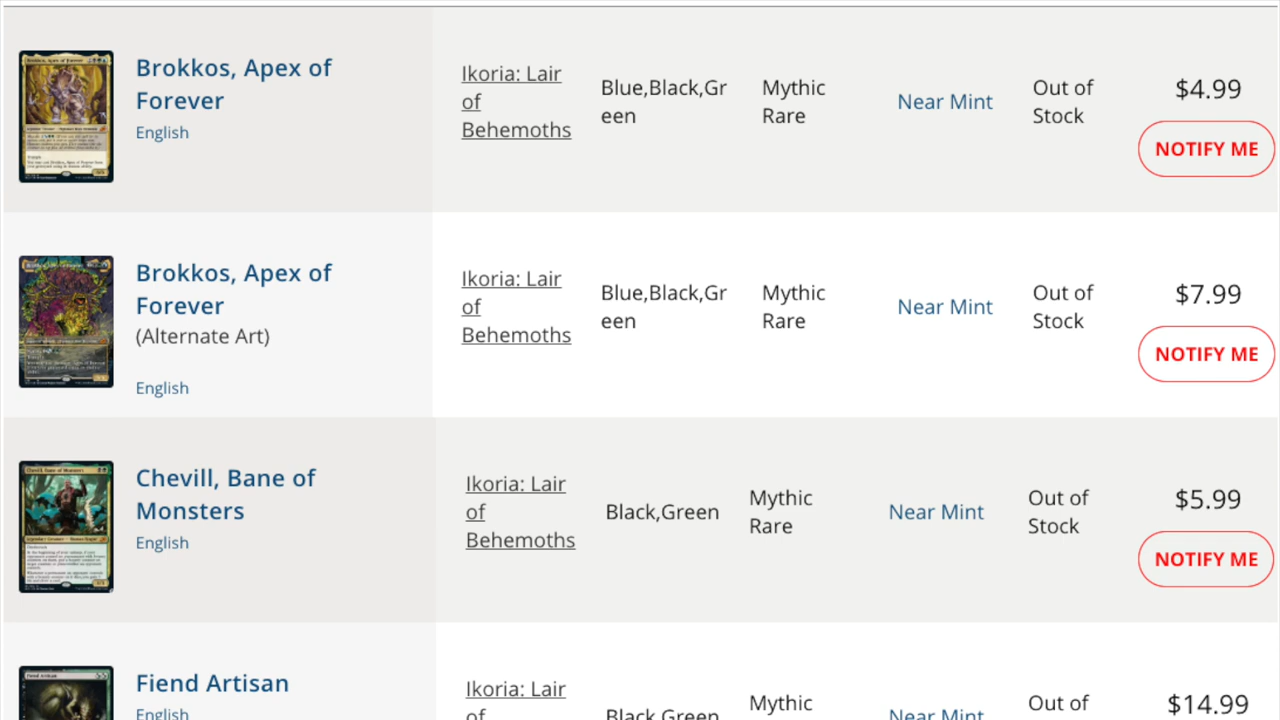 Brokkos, Apex of
Forever
English
Ikoria: Lair
of
Behemoths
Blue,Black,Gr
een
Mythic
Rare
Near Mint
Out of
Stock
$4.99
NOTIFY ME
Brokkos, Apex of
Forever
(Alternate Art)
English
Ikoria: Lair
of
Behemoths
Blue,Black,Gr
een
Mythic
Rare
Near Mint
Out of
Stock
$7.99
NOTIFY ME
Chevill, Bane of
Monsters
English
Ikoria: Lair
of
Behemoths
Black,Green
Mythic
Rare
Near Mint
Out of
Stock
$5.99
NOTIFY ME
Fiend Artisan
English
Ikoria: Lair
of
Black,Green
Mythic
Near Mint
Out of
$14.99